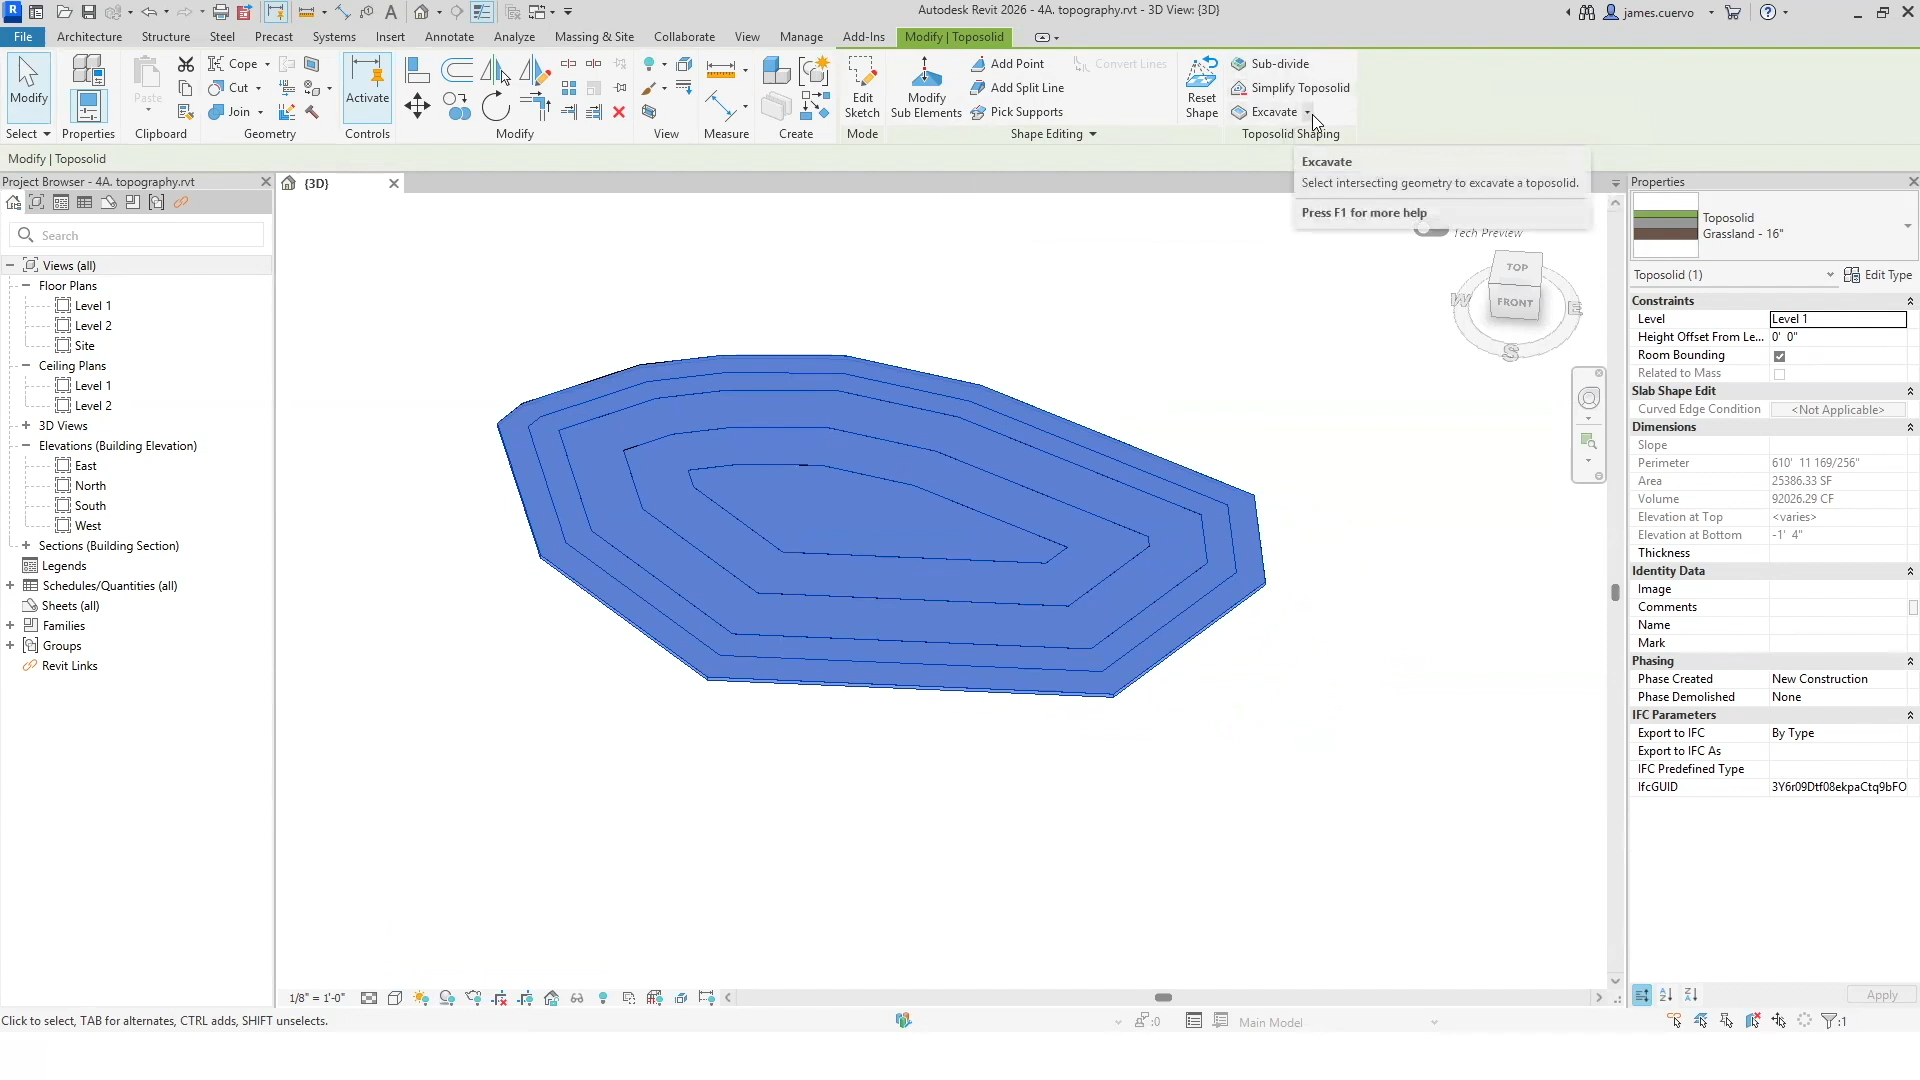 Autodesk Revit 2026 - 4A. topography.rvt - 3D View: {3D}
james.cuervo
File Architecture Structure Steel Precast Systems Insert Annotate Analyze Massing & Site Collaborate View Manage Add-Ins Modify | Toposolid
Modify
Select
Properties
Paste
Clipboard
Cope
Cut
Join
Geometry
Activate
Controls
Modify
View
Measure
Create
Edit
Sketch
Mode
Modify
Sub Elements
Add Point
Add Split Line
Pick Supports
Convert Lines
Shape Editing
Reset
Shape
Sub-divide
Simplify Toposolid
Excavate
Toposolid Shaping
Modify | Toposolid
Excavate
Select intersecting geometry to excavate a toposolid.
Press F1 for more help
Project Browser - 4A. topography.rvt
Search
Views (all)
Floor Plans
Level 1
Level 2
Site
Ceiling Plans
Level 1
Level 2
3D Views
Elevations (Building Elevation)
East
North
South
West
Sections (Building Section)
Legends
Schedules/Quantities (all)
Sheets (all)
Families
Groups
Revit Links
{3D}
Tech Preview
TOP
FRONT
W
E
S
Properties
Toposolid
Grassland - 16"
Toposolid (1)
Edit Type
Constraints
Level Level 1
Height Offset From Le... 0' 0"
Room Bounding
Related to Mass
Slab Shape Edit
Curved Edge Condition <Not Applicable>
Dimensions
Slope
Perimeter 610' 11 169/256"
Area 25386.33 SF
Volume 92026.29 CF
Elevation at Top <varies>
Elevation at Bottom -1' 4"
Thickness
Identity Data
Image
Comments
Name
Mark
Phasing
Phase Created New Construction
Phase Demolished None
IFC Parameters
Export to IFC By Type
Export to IFC As
IFC Predefined Type
IfcGUID 3Y6r09Dtf08ekpaCtq9bFO
Apply
1/8" = 1'-0"
Click to select, TAB for alternates, CTRL adds, SHIFT unselects.
:0
Main Model
:1